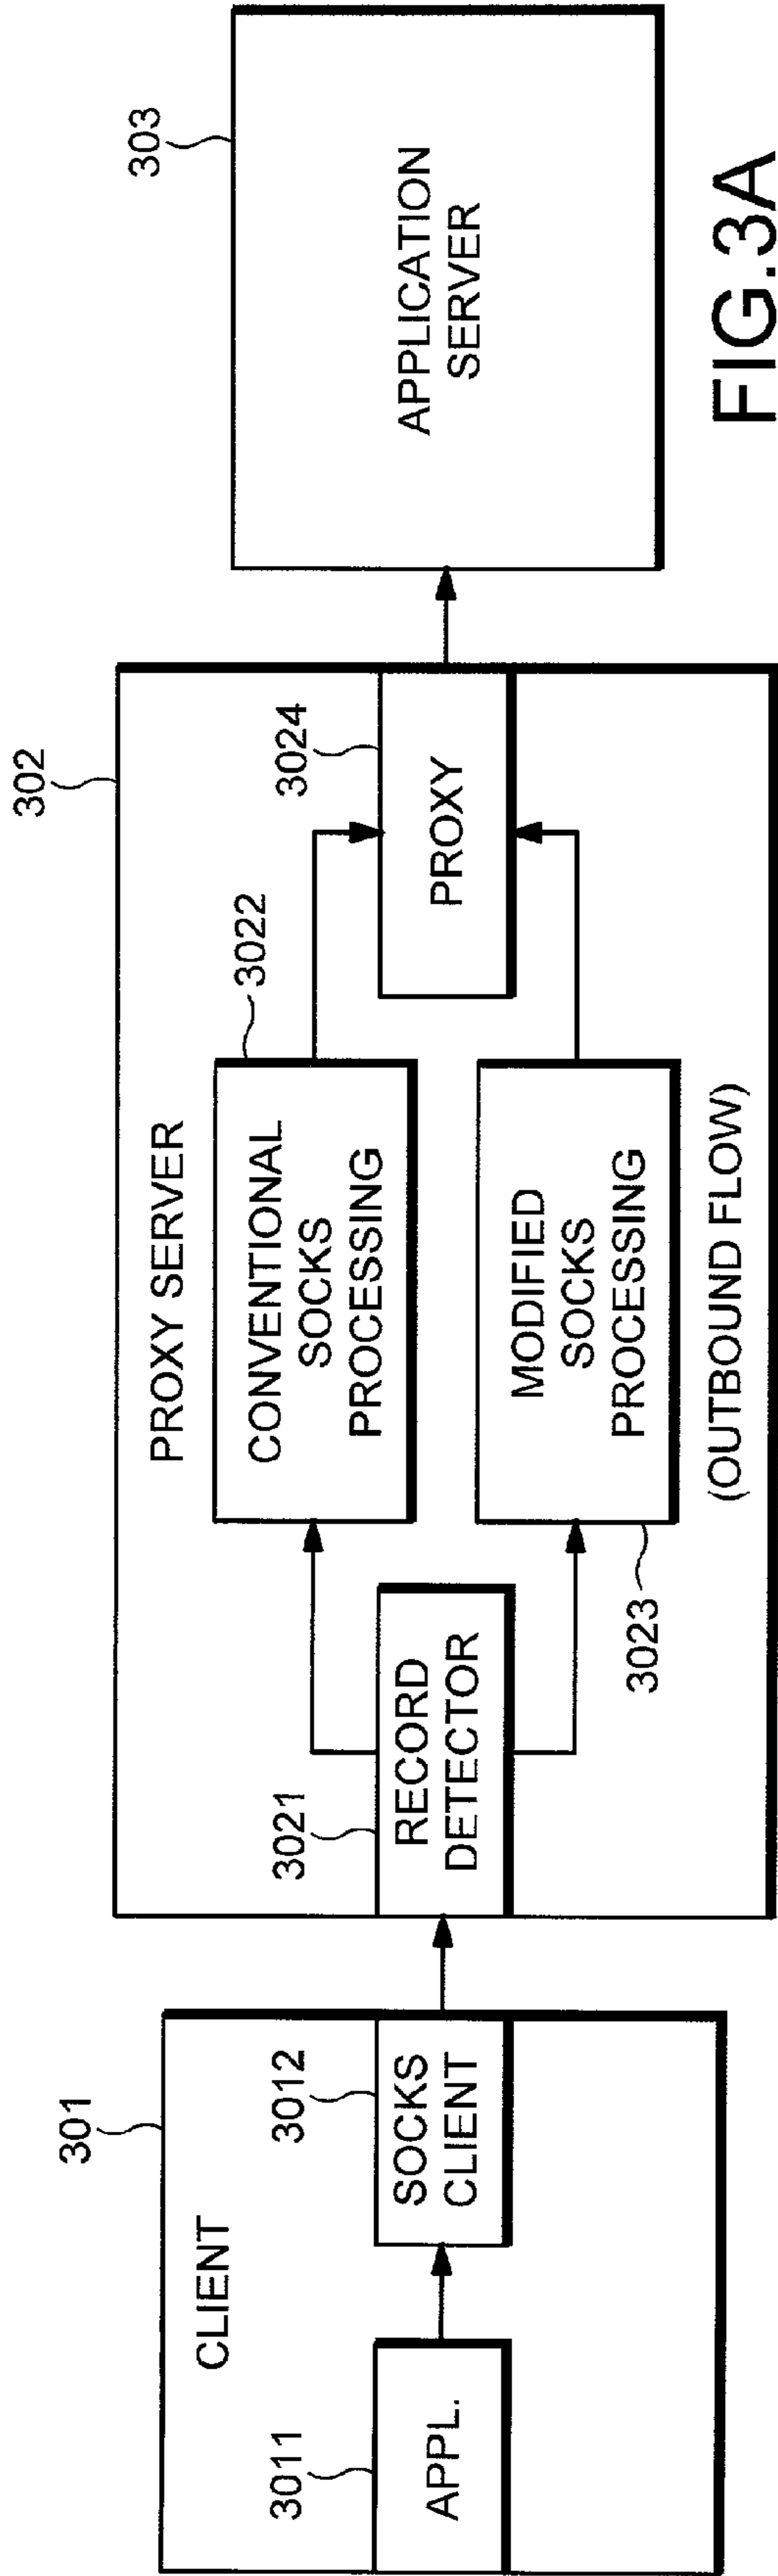 301
CLIENT
3011
APPL.
3012
SOCKS
CLIENT
302
PROXY SERVER
3021
RECORD
DETECTOR
3022
CONVENTIONAL
SOCKS
PROCESSING
3023
MODIFIED
SOCKS
PROCESSING
(OUTBOUND FLOW)
3024
PROXY
303
APPLICATION
SERVER
FIG.3A